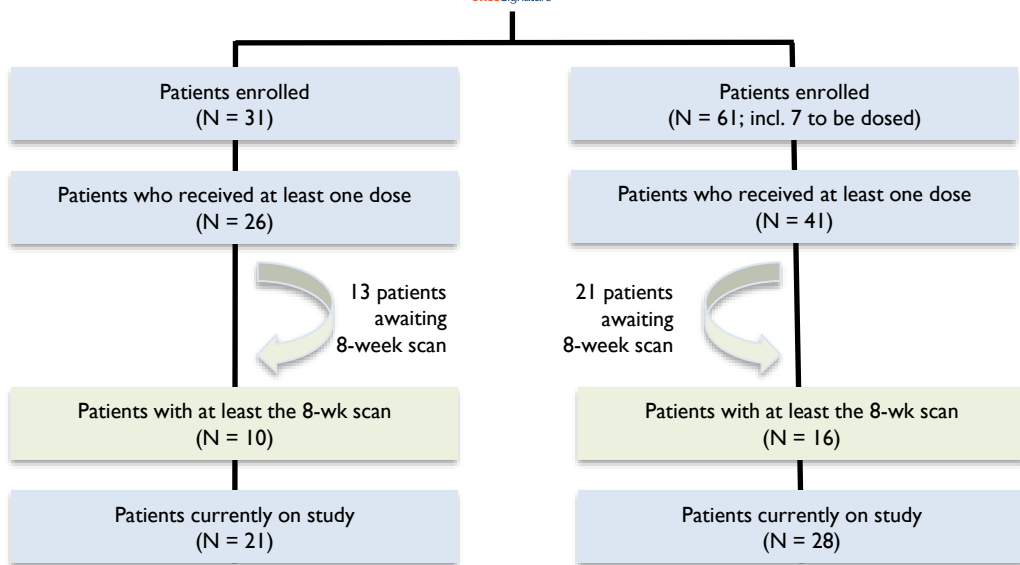 Patients enrolled
(N = 31)
Patients who received at least one dose
(N = 26)
13 patients
awaiting
8-week scan
Patients with at least the 8-wk scan
(N = 10)
Patients currently on study
(N = 21)
Patients enrolled
(N = 61; incl. 7 to be dosed)
Patients who received at least one dose
(N = 41)
21 patients
awaiting
8-week scan
Patients with at least the 8-wk scan
(N = 16)
Patients currently on study
(N = 28)